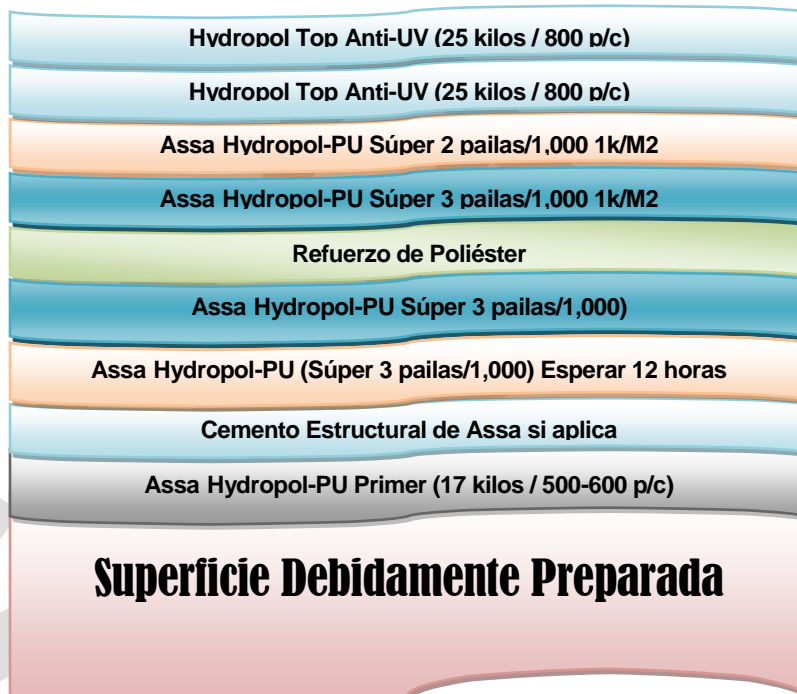 Hydropol Top Anti-UV (25 kilos / 800 p/c)
Hydropol Top Anti-UV (25 kilos / 800 p/c)
Assa Hydropol-PU Súper 2 pailas/1,000 1k/M2
Assa Hydropol-PU Súper 3 pailas/1,000 1k/M2
Refuerzo de Poliéster
Assa Hydropol-PU Súper 3 pailas/1,000)
Assa Hydropol-PU (Súper 3 pailas/1,000) Esperar 12 horas
Cemento Estructural de Assa si aplica
Assa Hydropol-PU Primer (17 kilos / 500-600 p/c)
Superficie Debidamente Preparada